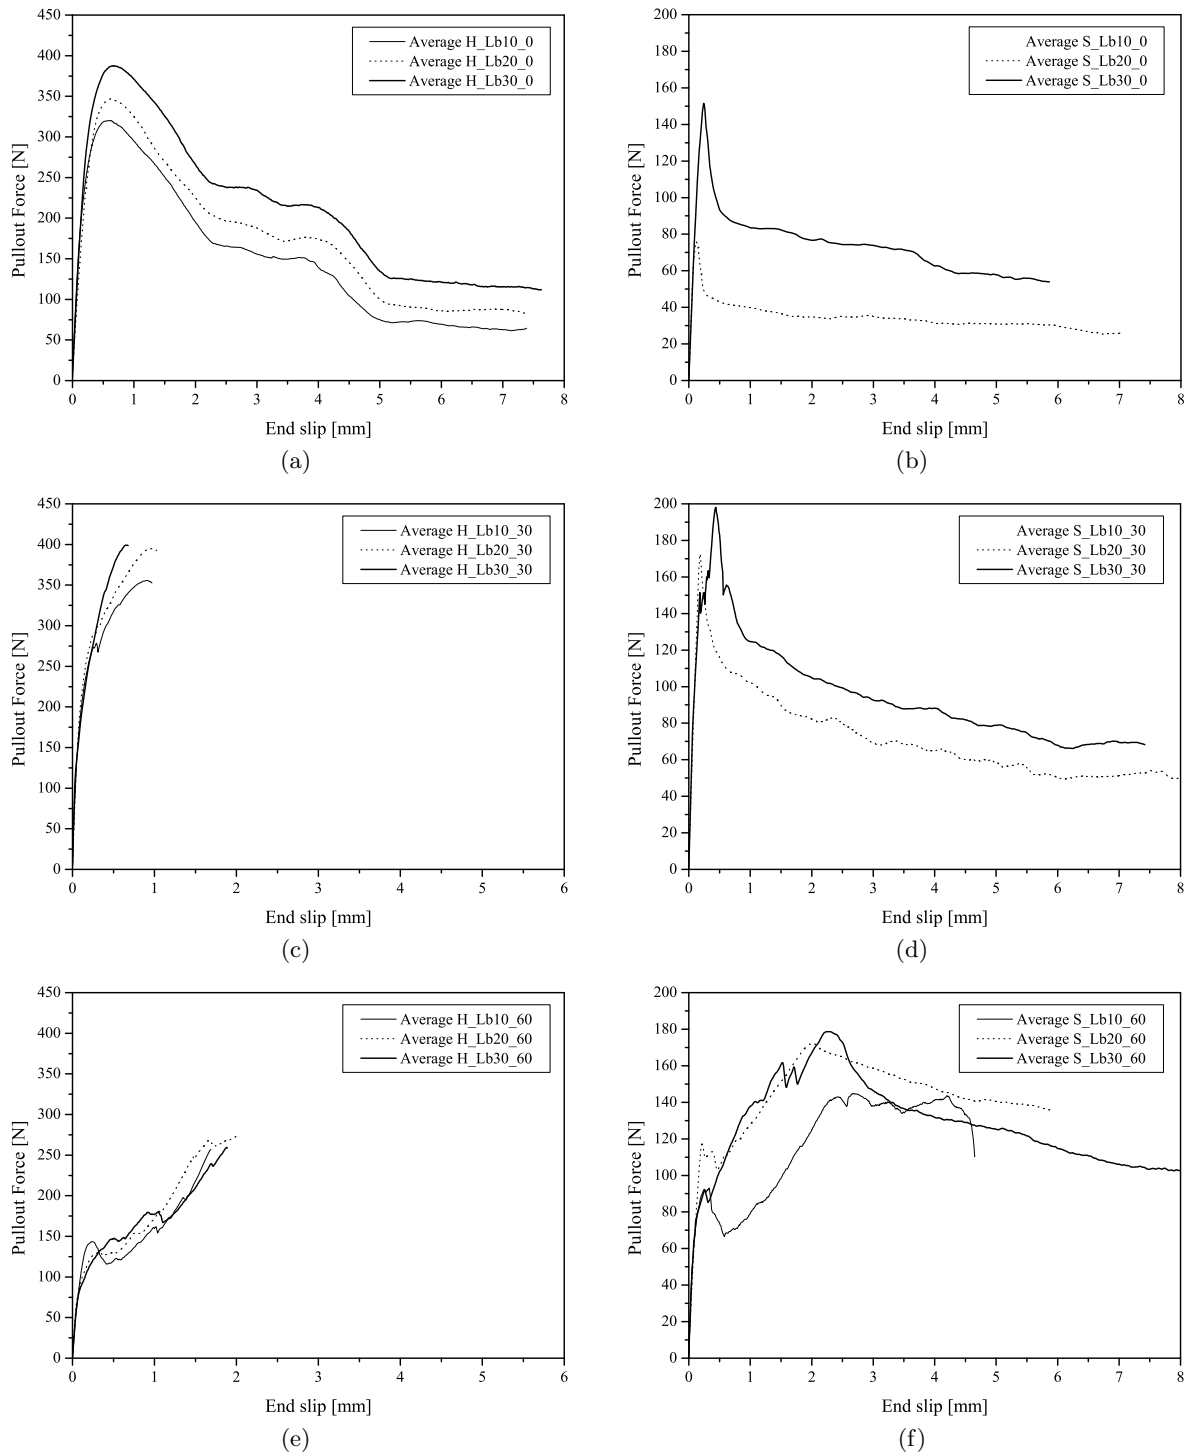 450
400
350
300
250
200
150
100
50
0
Pullout Force [N]
Average H_Lb10_0
Average H_Lb20_0
Average H_Lb30_0
0 1 2 3 4 5 6 7 8
End slip [mm]
(a)
200
180
160
140
120
100
80
60
40
20
0
Pullout Force [N]
Average S_Lb10_0
Average S_Lb20_0
Average S_Lb30_0
0 1 2 3 4 5 6 7 8
End slip [mm]
(b)
450
400
350
300
250
200
150
100
50
0
Pullout Force [N]
Average H_Lb10_30
Average H_Lb20_30
Average H_Lb30_30
0 1 2 3 4 5 6
End slip [mm]
(c)
200
180
160
140
120
100
80
60
40
20
0
Pullout Force [N]
Average S_Lb10_30
Average S_Lb20_30
Average S_Lb30_30
0 1 2 3 4 5 6 7 8
End slip [mm]
(d)
450
400
350
300
250
200
150
100
50
0
Pullout Force [N]
Average H_Lb10_60
Average H_Lb20_60
Average H_Lb30_60
0 1 2 3 4 5 6
End slip [mm]
(e)
200
180
160
140
120
100
80
60
40
20
0
Pullout Force [N]
Average S_Lb10_60
Average S_Lb20_60
Average S_Lb30_60
0 1 2 3 4 5 6 7 8
End slip [mm]
(f)